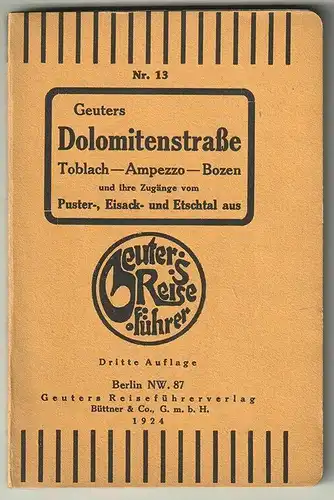 Nr. 13
Geuters
Dolomitenstraße
Toblach—Ampezzo—Bozen
und ihre Zugänge vom
Puster-, Eisack- und Etschtal aus
Geuter's
Reise
führer
Dritte Auflage
Berlin NW. 87
Geuters Reiseführerverlag
Büttner & Co., G. m. b. H.
1924